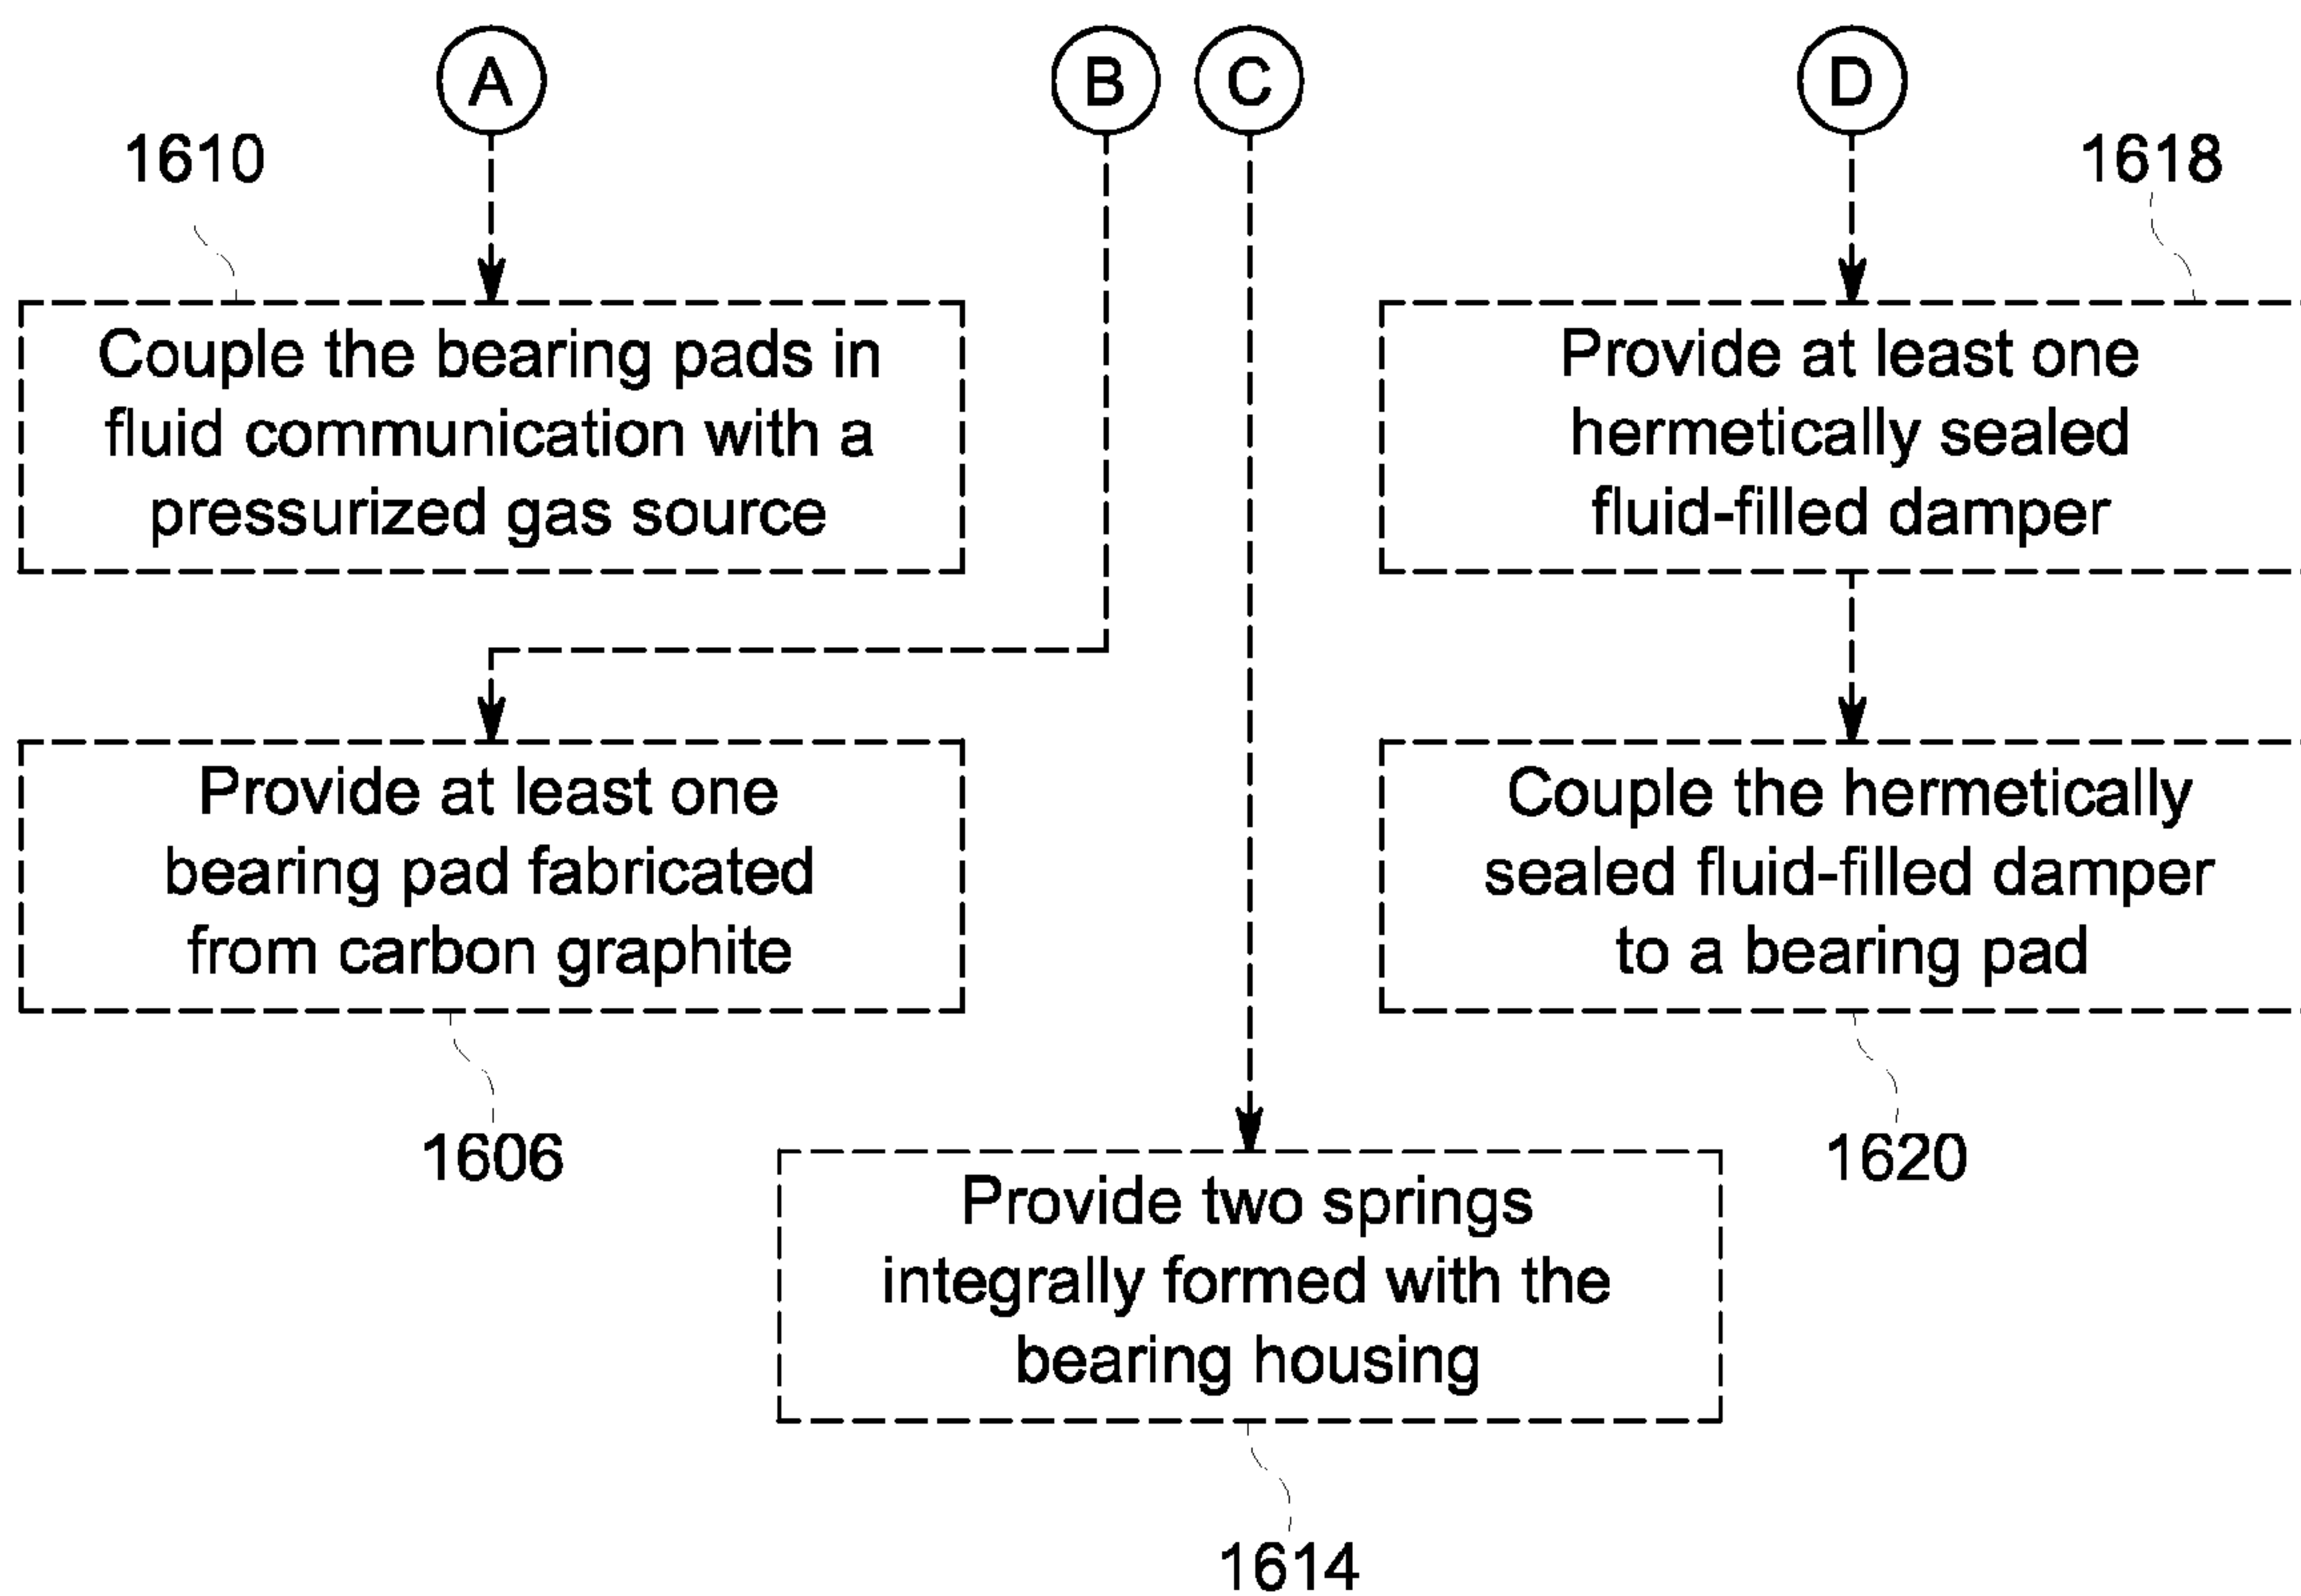 A
B
C
D
1610
1618
Couple the bearing pads in
fluid communication with a
pressurized gas source
Provide at least one
hermetically sealed
fluid-filled damper
Provide at least one
bearing pad fabricated
from carbon graphite
Couple the hermetically
sealed fluid-filled damper
to a bearing pad
1606
1620
Provide two springs
integrally formed with the
bearing housing
1614